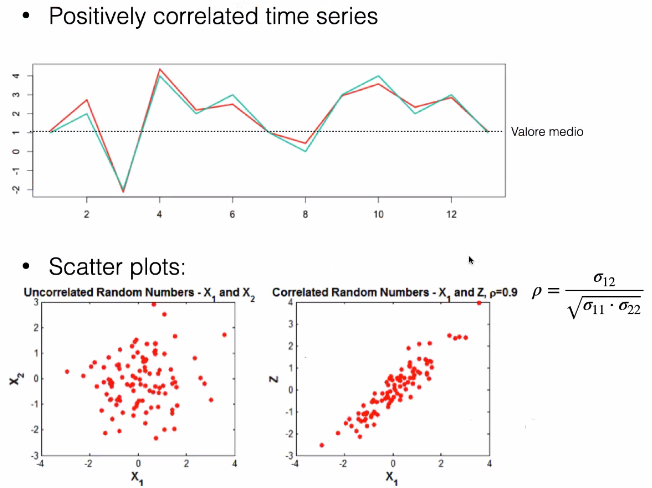 • Positively correlated time series
4
3
2
1
0
-1
-2
Valore medio
2 4 6 8 10 12
• Scatter plots:
Uncorrelated Random Numbers - X₁ and X₂
3
2
1
0
-1
-2
-3
X₂
-4 -2 0 2 4
X₁
Correlated Random Numbers - X₁ and Z, ρ=0.9
4
3
2
1
0
-1
-2
-3
Z
-4 -2 0 2 4
X₁
ρ = σ₁₂ / √(σ₁₁ · σ₂₂)